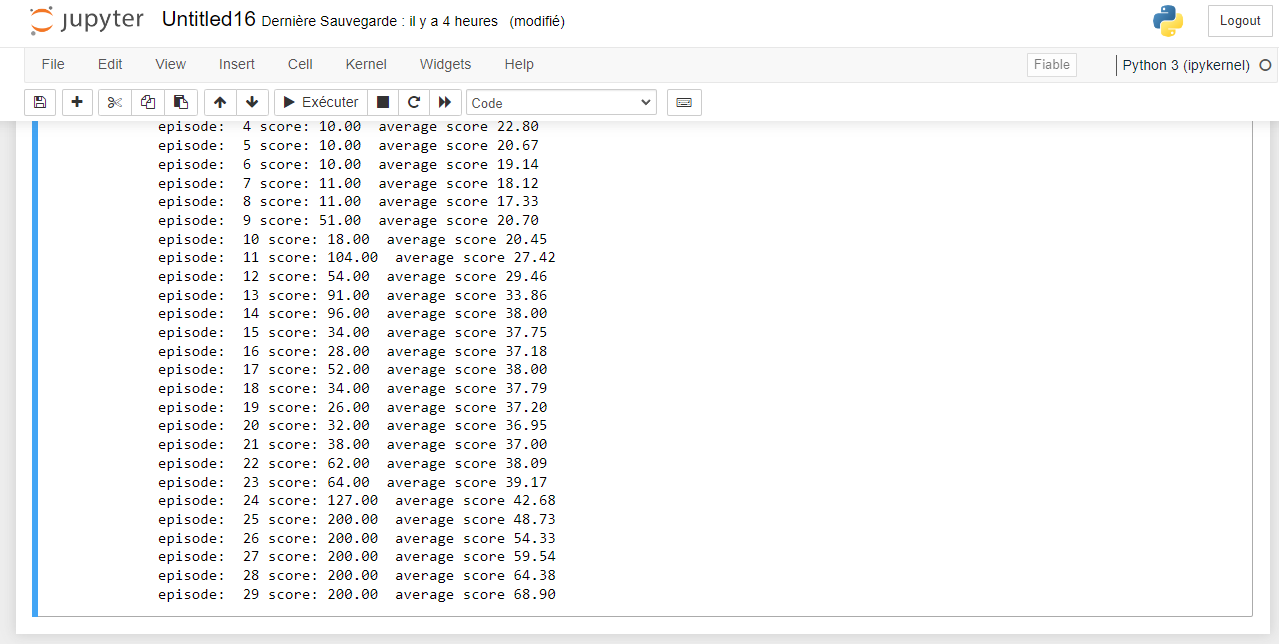 jupyter Untitled16 Dernière Sauvegarde : il y a 4 heures (modifié) Logout
File Edit View Insert Cell Kernel Widgets Help Fiable Python 3 (ipykernel)
Exécuter Code
episode:  4 score: 10.00  average score 22.80
episode:  5 score: 10.00  average score 20.67
episode:  6 score: 10.00  average score 19.14
episode:  7 score: 11.00  average score 18.12
episode:  8 score: 11.00  average score 17.33
episode:  9 score: 51.00  average score 20.70
episode:  10 score: 18.00  average score 20.45
episode:  11 score: 104.00  average score 27.42
episode:  12 score: 54.00  average score 29.46
episode:  13 score: 91.00  average score 33.86
episode:  14 score: 96.00  average score 38.00
episode:  15 score: 34.00  average score 37.75
episode:  16 score: 28.00  average score 37.18
episode:  17 score: 52.00  average score 38.00
episode:  18 score: 34.00  average score 37.79
episode:  19 score: 26.00  average score 37.20
episode:  20 score: 32.00  average score 36.95
episode:  21 score: 38.00  average score 37.00
episode:  22 score: 62.00  average score 38.09
episode:  23 score: 64.00  average score 39.17
episode:  24 score: 127.00  average score 42.68
episode:  25 score: 200.00  average score 48.73
episode:  26 score: 200.00  average score 54.33
episode:  27 score: 200.00  average score 59.54
episode:  28 score: 200.00  average score 64.38
episode:  29 score: 200.00  average score 68.90